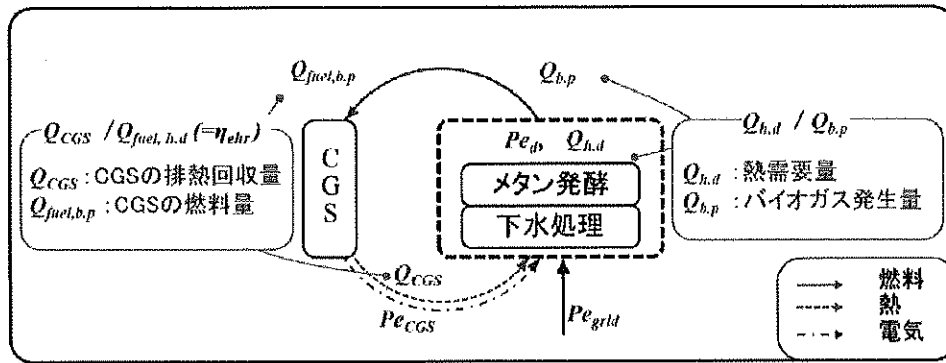 Q_{fuel,b.p}
Q_{b.p}
Q_{CGS} / Q_{fuel, h.d} (=η_{ehr})
Q_{CGS} : CGSの排熱回収量
Q_{fuel,b.p} : CGSの燃料量
CGS
Pe_{d}, Q_{h.d}
メタン発酵
下水処理
Q_{h.d} / Q_{b.p}
Q_{h.d} : 熱需要量
Q_{b.p} : バイオガス発生量
Q_{CGS}
Pe_{CGS}
Pe_{grid}
燃料
熱
電気